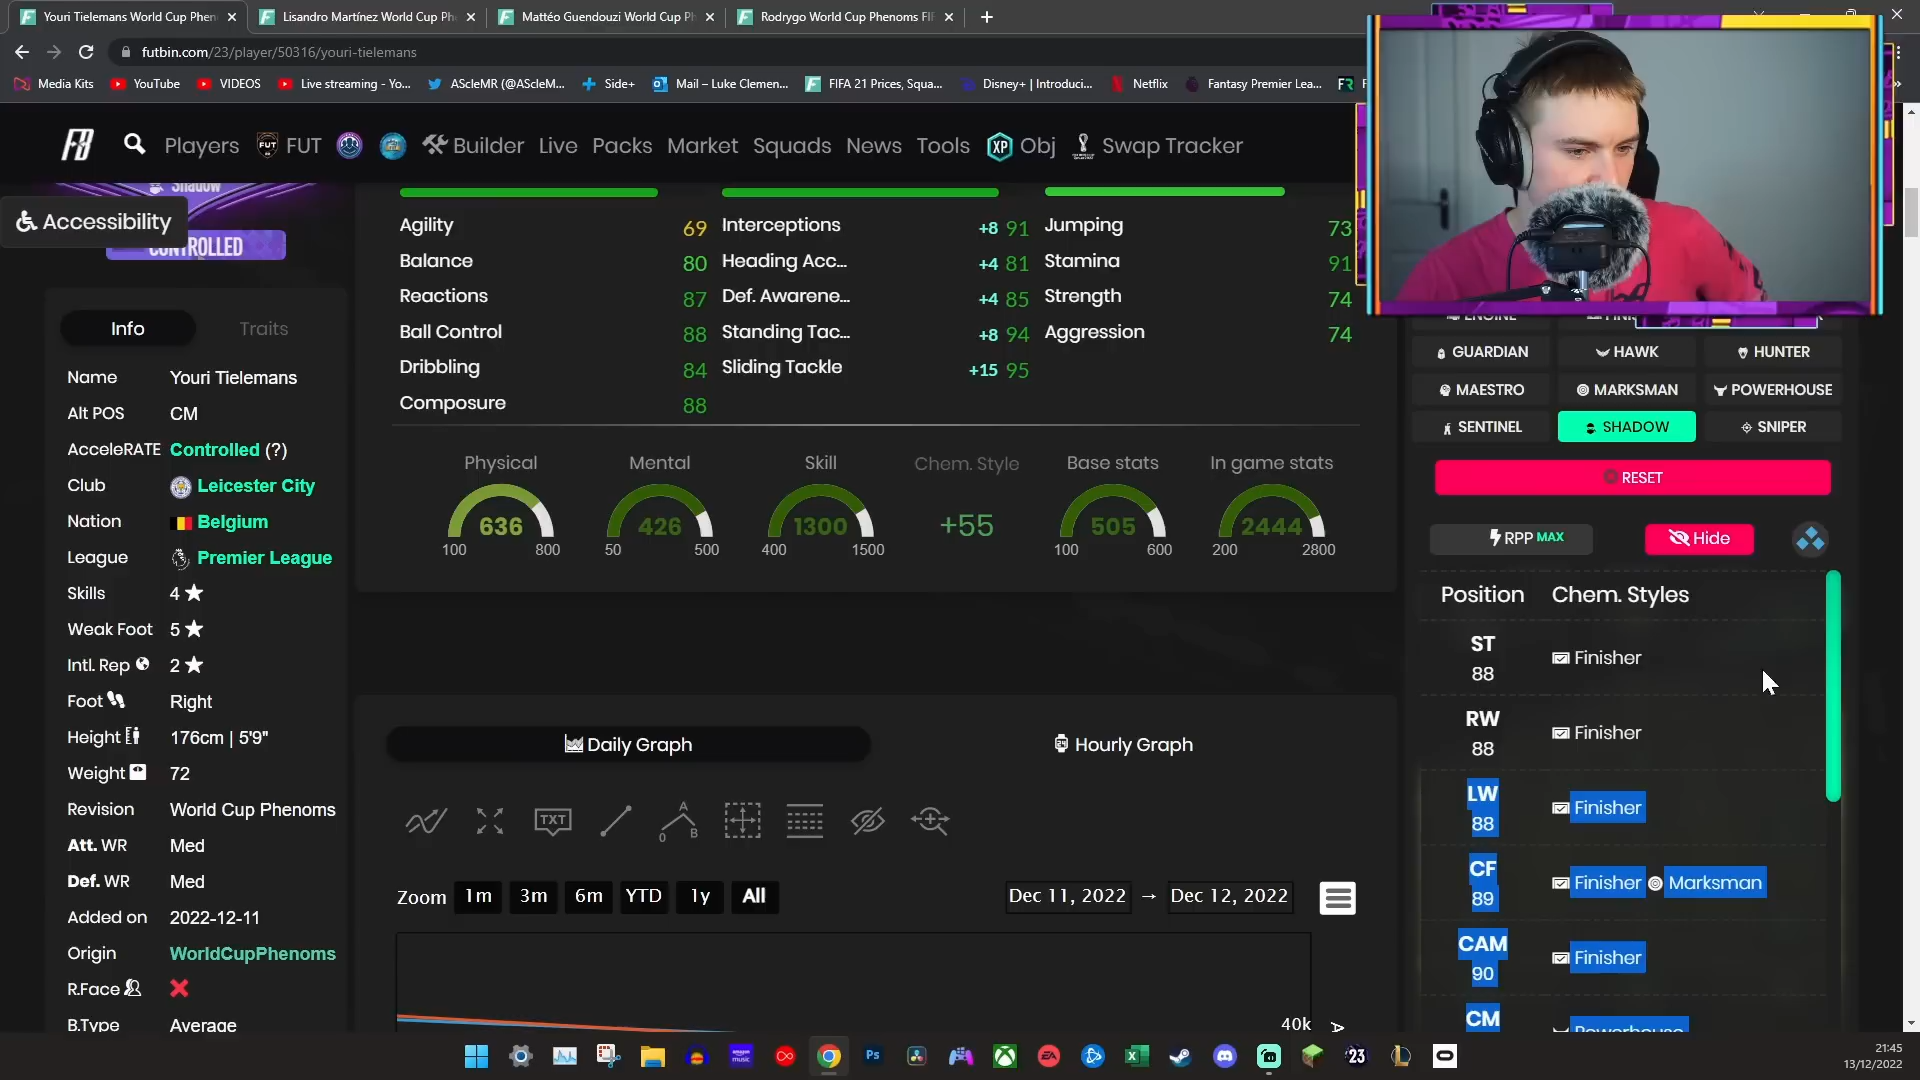 Youri Tielemans World Cup Phen
Lisandro Martínez World Cup Ph
Mattéo Guendouzi World Cup P
Rodrygo World Cup Phenoms FI
futbin.com/23/player/50316/youri-tielemans
Media Kits
YouTube
VIDEOS
Live streaming - Yo...
AScleMR (@AScleM...
Side+
Mail – Luke Clemen...
FIFA 21 Prices, Squa...
Disney+ | Introduci...
Netflix
Fantasy Premier Lea...
Players
FUT
Builder
Live
Packs
Market
Squads
News
Tools
XP Obj
Swap Tracker
Shadow
Accessibility
CONTROLLED
Agility 69
Balance 80
Reactions 87
Ball Control 88
Dribbling 84
Composure 88
Interceptions +8 91
Heading Acc... +4 81
Def. Awarene... +4 85
Standing Tac... +8 94
Sliding Tackle +15 95
Jumping 73
Stamina 91
Strength 74
Aggression 74
Info
Traits
Name Youri Tielemans
Alt POS CM
AcceleRATE Controlled (?)
Club Leicester City
Nation Belgium
League Premier League
Skills 4
Weak Foot 5
Intl. Rep 2
Foot Right
Height 176cm | 5'9"
Weight 72
Revision World Cup Phenoms
Att. WR Med
Def. WR Med
Added on 2022-12-11
Origin WorldCupPhenoms
R.Face
B.Type Average
Physical
636
100 800
Mental
426
50 500
Skill
1300
400 1500
Chem. Style
+55
Base stats
505
100 600
In game stats
2444
200 2800
Daily Graph
Hourly Graph
TXT
A
0 B
Zoom 1m 3m 6m YTD 1y All
Dec 11, 2022 → Dec 12, 2022
40k
ENGINE
GUARDIAN HAWK HUNTER
MAESTRO MARKSMAN POWERHOUSE
SENTINEL SHADOW SNIPER
RESET
RPP MAX
Hide
Position Chem. Styles
ST
88
Finisher
RW
88
Finisher
LW
88
Finisher
CF
89
Finisher Marksman
CAM
90
Finisher
CM
Powerhouse
Ps
EA
23
21:45
13/12/2022